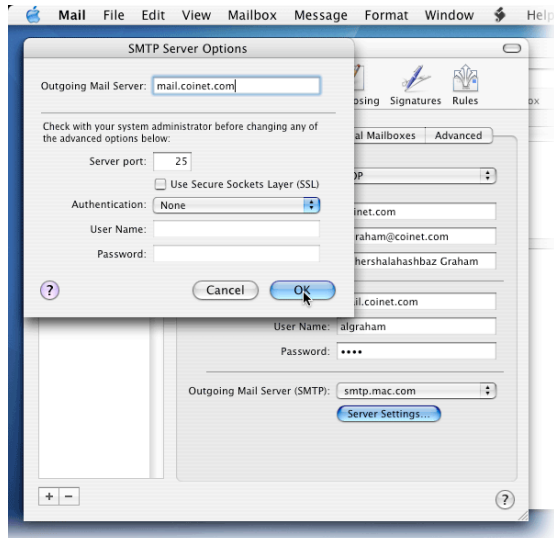 Mail File Edit View Mailbox Message Format Window Help
SMTP Server Options
Outgoing Mail Server: mail.coinet.com
osing Signatures Rules
Check with your system administrator before changing any of
the advanced options below:
al Mailboxes Advanced
Server port: 25
OP
Use Secure Sockets Layer (SSL)
Authentication: None
inet.com
User Name:
raham@coinet.com
Password:
hershalahashbaz Graham
? Cancel OK
il.coinet.com
User Name: algraham
Password: ••••
Outgoing Mail Server (SMTP): smtp.mac.com
Server Settings...
+ −
?